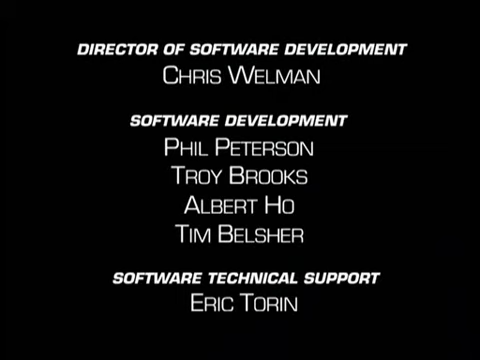 DIRECTOR OF SOFTWARE DEVELOPMENT
CHRIS WELMAN
SOFTWARE DEVELOPMENT
PHIL PETERSON
TROY BROOKS
ALBERT HO
TIM BELSHER
SOFTWARE TECHNICAL SUPPORT
ERIC TORIN